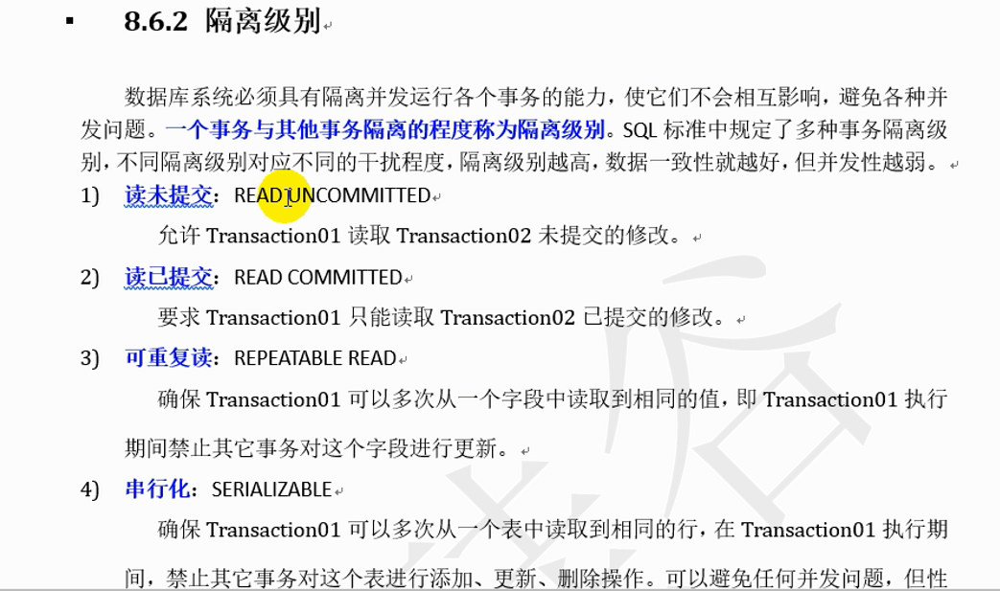 8.6.2 隔离级别
数据库系统必须具有隔离并发运行各个事务的能力，使它们不会相互影响，避免各种并
发问题。一个事务与其他事务隔离的程度称为隔离级别。SQL 标准中规定了多种事务隔离级
别，不同隔离级别对应不同的干扰程度，隔离级别越高，数据一致性就越好，但并发性越弱。
1) 读未提交：READ UNCOMMITTED
允许 Transaction01 读取 Transaction02 未提交的修改。
2) 读已提交：READ COMMITTED
要求 Transaction01 只能读取 Transaction02 已提交的修改。
3) 可重复读：REPEATABLE READ
确保 Transaction01 可以多次从一个字段中读取到相同的值，即 Transaction01 执行
期间禁止其它事务对这个字段进行更新。
4) 串行化：SERIALIZABLE
确保 Transaction01 可以多次从一个表中读取到相同的行，在 Transaction01 执行期
间，禁止其它事务对这个表进行添加、更新、删除操作。可以避免任何并发问题，但性